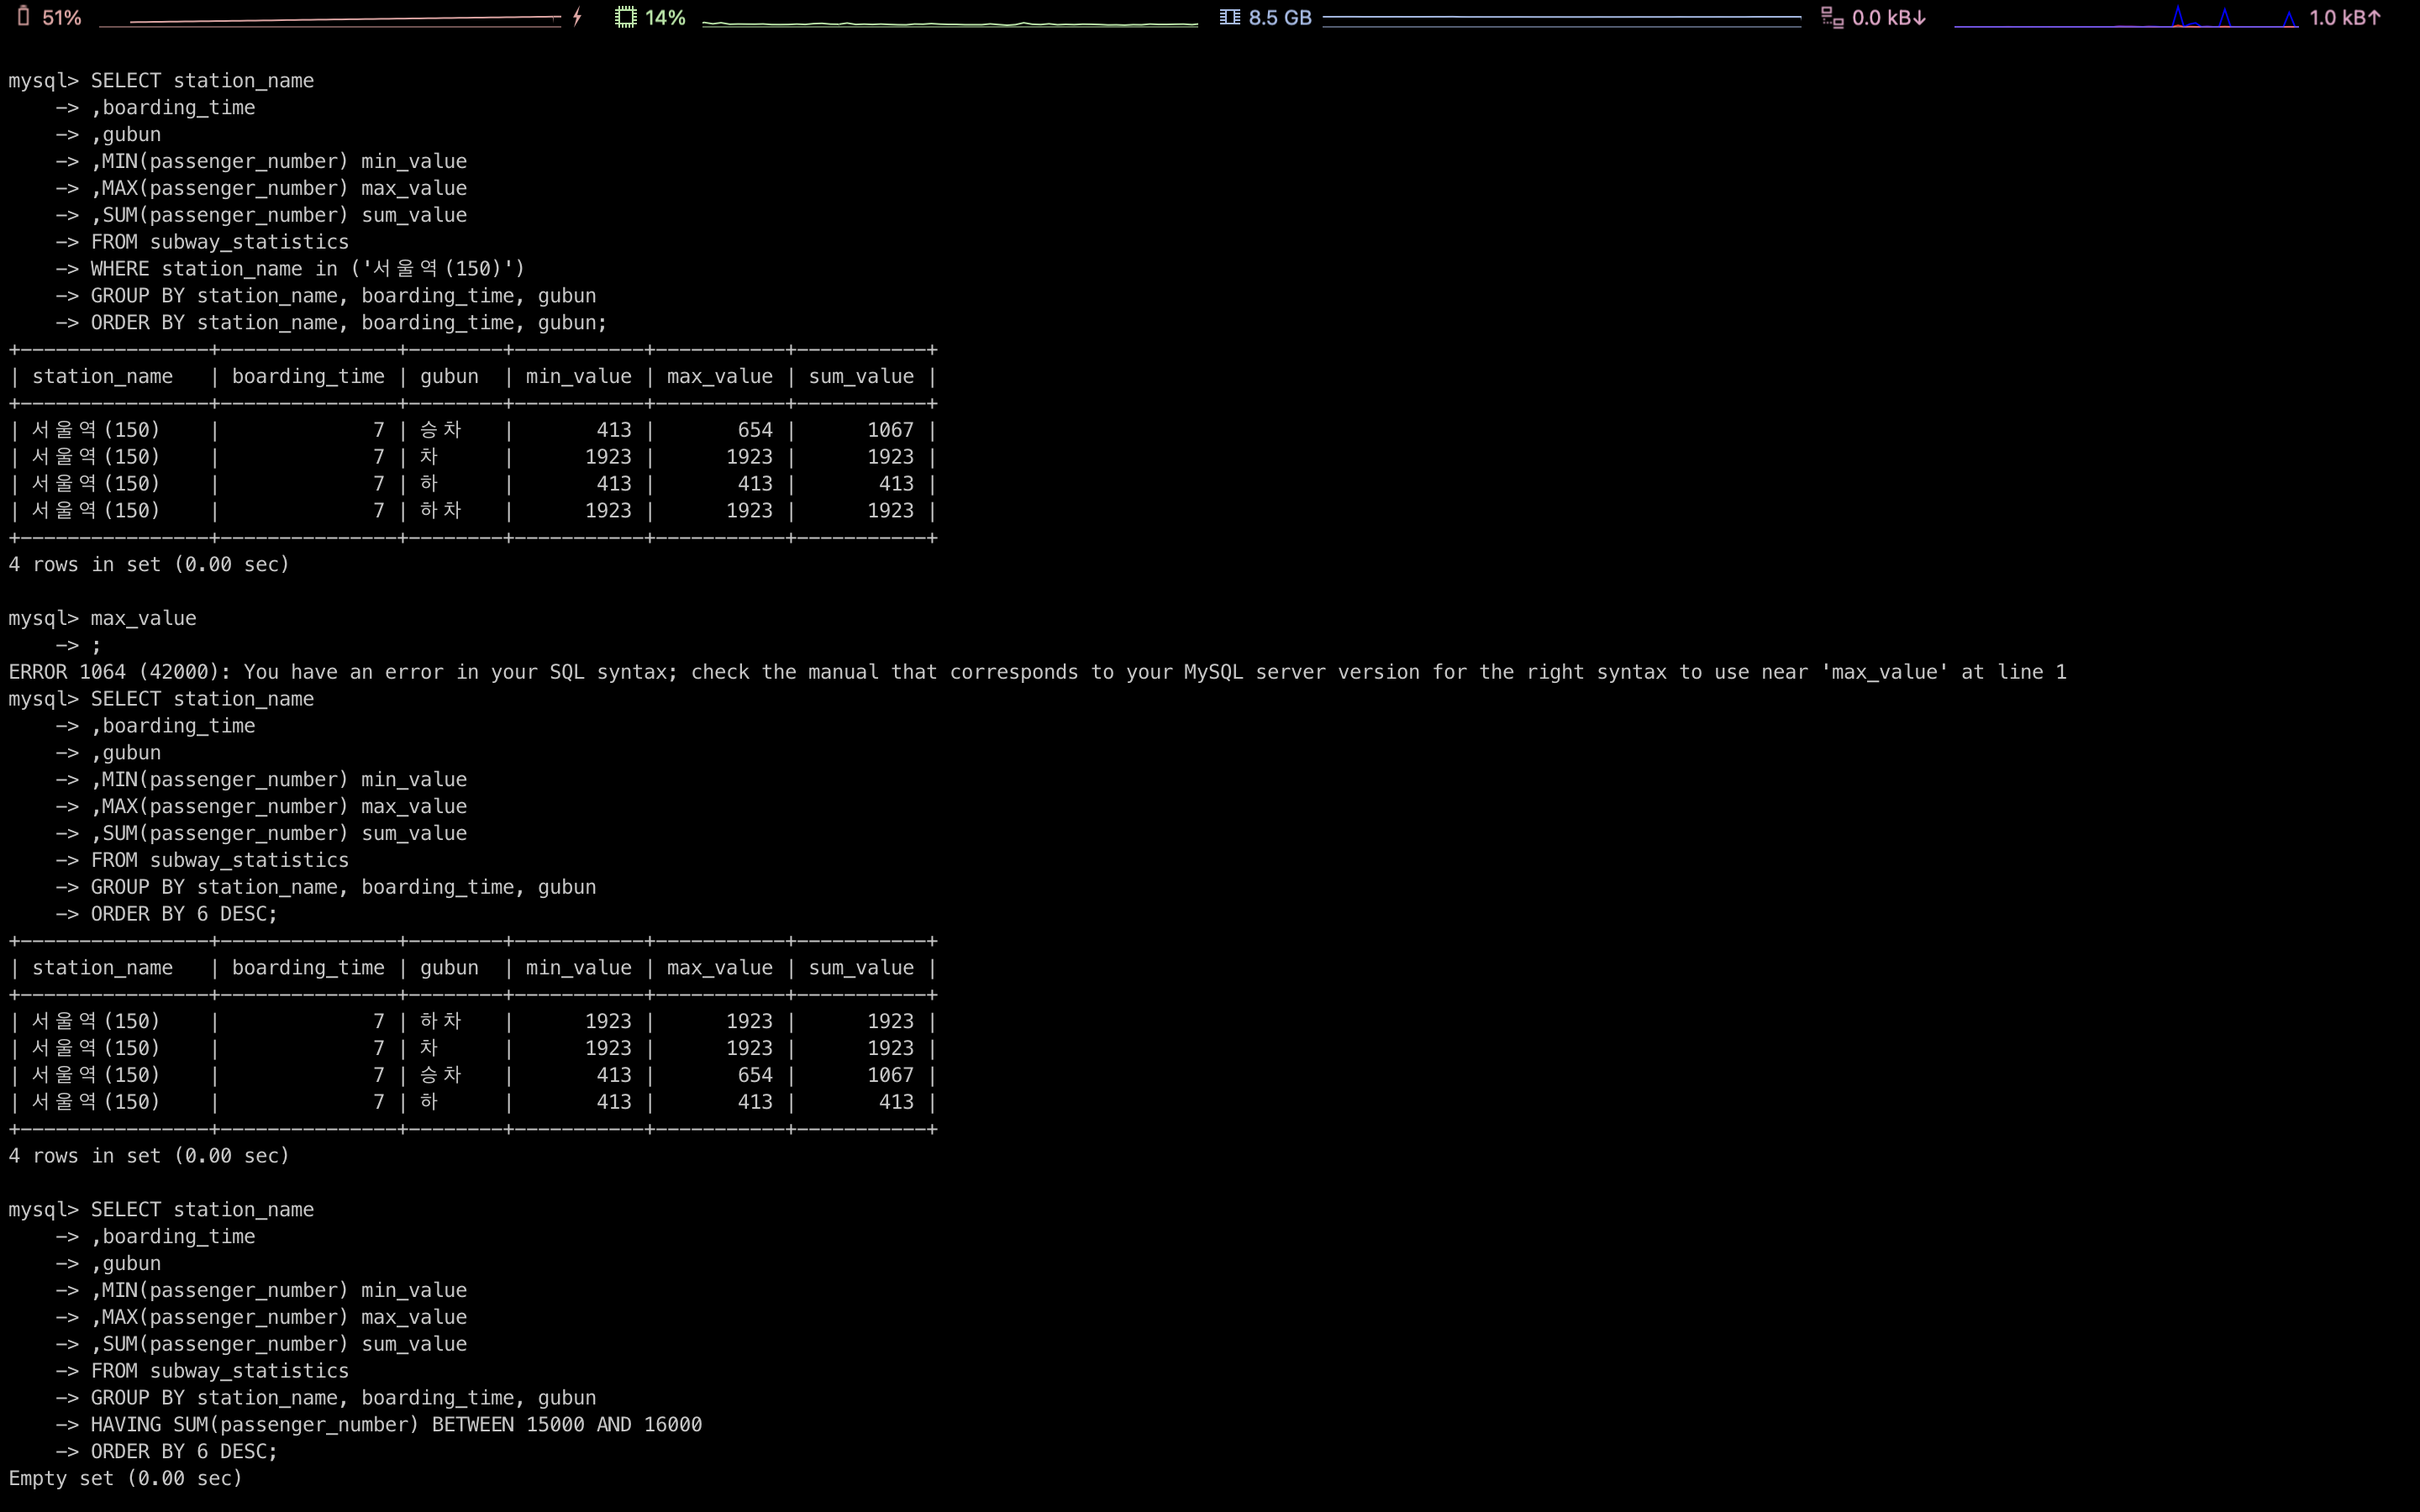 51% 14% 8.5 GB 0.0 kB↓ 1.0 kB↑
mysql> SELECT station_name
    -> ,boarding_time
    -> ,gubun
    -> ,MIN(passenger_number) min_value
    -> ,MAX(passenger_number) max_value
    -> ,SUM(passenger_number) sum_value
    -> FROM subway_statistics
    -> WHERE station_name in ('서울역(150)')
    -> GROUP BY station_name, boarding_time, gubun
    -> ORDER BY station_name, boarding_time, gubun;
+----------------+---------------+--------+-----------+-----------+-----------+
| station_name   | boarding_time | gubun  | min_value | max_value | sum_value |
+----------------+---------------+--------+-----------+-----------+-----------+
| 서울역(150)    |             7 | 승차   |       413 |       654 |      1067 |
| 서울역(150)    |             7 | 차     |      1923 |      1923 |      1923 |
| 서울역(150)    |             7 | 하     |       413 |       413 |       413 |
| 서울역(150)    |             7 | 하차   |      1923 |      1923 |      1923 |
+----------------+---------------+--------+-----------+-----------+-----------+
4 rows in set (0.00 sec)
mysql> max_value
    -> ;
ERROR 1064 (42000): You have an error in your SQL syntax; check the manual that corresponds to your MySQL server version for the right syntax to use near 'max_value' at line 1
mysql> SELECT station_name
    -> ,boarding_time
    -> ,gubun
    -> ,MIN(passenger_number) min_value
    -> ,MAX(passenger_number) max_value
    -> ,SUM(passenger_number) sum_value
    -> FROM subway_statistics
    -> GROUP BY station_name, boarding_time, gubun
    -> ORDER BY 6 DESC;
+----------------+---------------+--------+-----------+-----------+-----------+
| station_name   | boarding_time | gubun  | min_value | max_value | sum_value |
+----------------+---------------+--------+-----------+-----------+-----------+
| 서울역(150)    |             7 | 하차   |      1923 |      1923 |      1923 |
| 서울역(150)    |             7 | 차     |      1923 |      1923 |      1923 |
| 서울역(150)    |             7 | 승차   |       413 |       654 |      1067 |
| 서울역(150)    |             7 | 하     |       413 |       413 |       413 |
+----------------+---------------+--------+-----------+-----------+-----------+
4 rows in set (0.00 sec)
mysql> SELECT station_name
    -> ,boarding_time
    -> ,gubun
    -> ,MIN(passenger_number) min_value
    -> ,MAX(passenger_number) max_value
    -> ,SUM(passenger_number) sum_value
    -> FROM subway_statistics
    -> GROUP BY station_name, boarding_time, gubun
    -> HAVING SUM(passenger_number) BETWEEN 15000 AND 16000
    -> ORDER BY 6 DESC;
Empty set (0.00 sec)